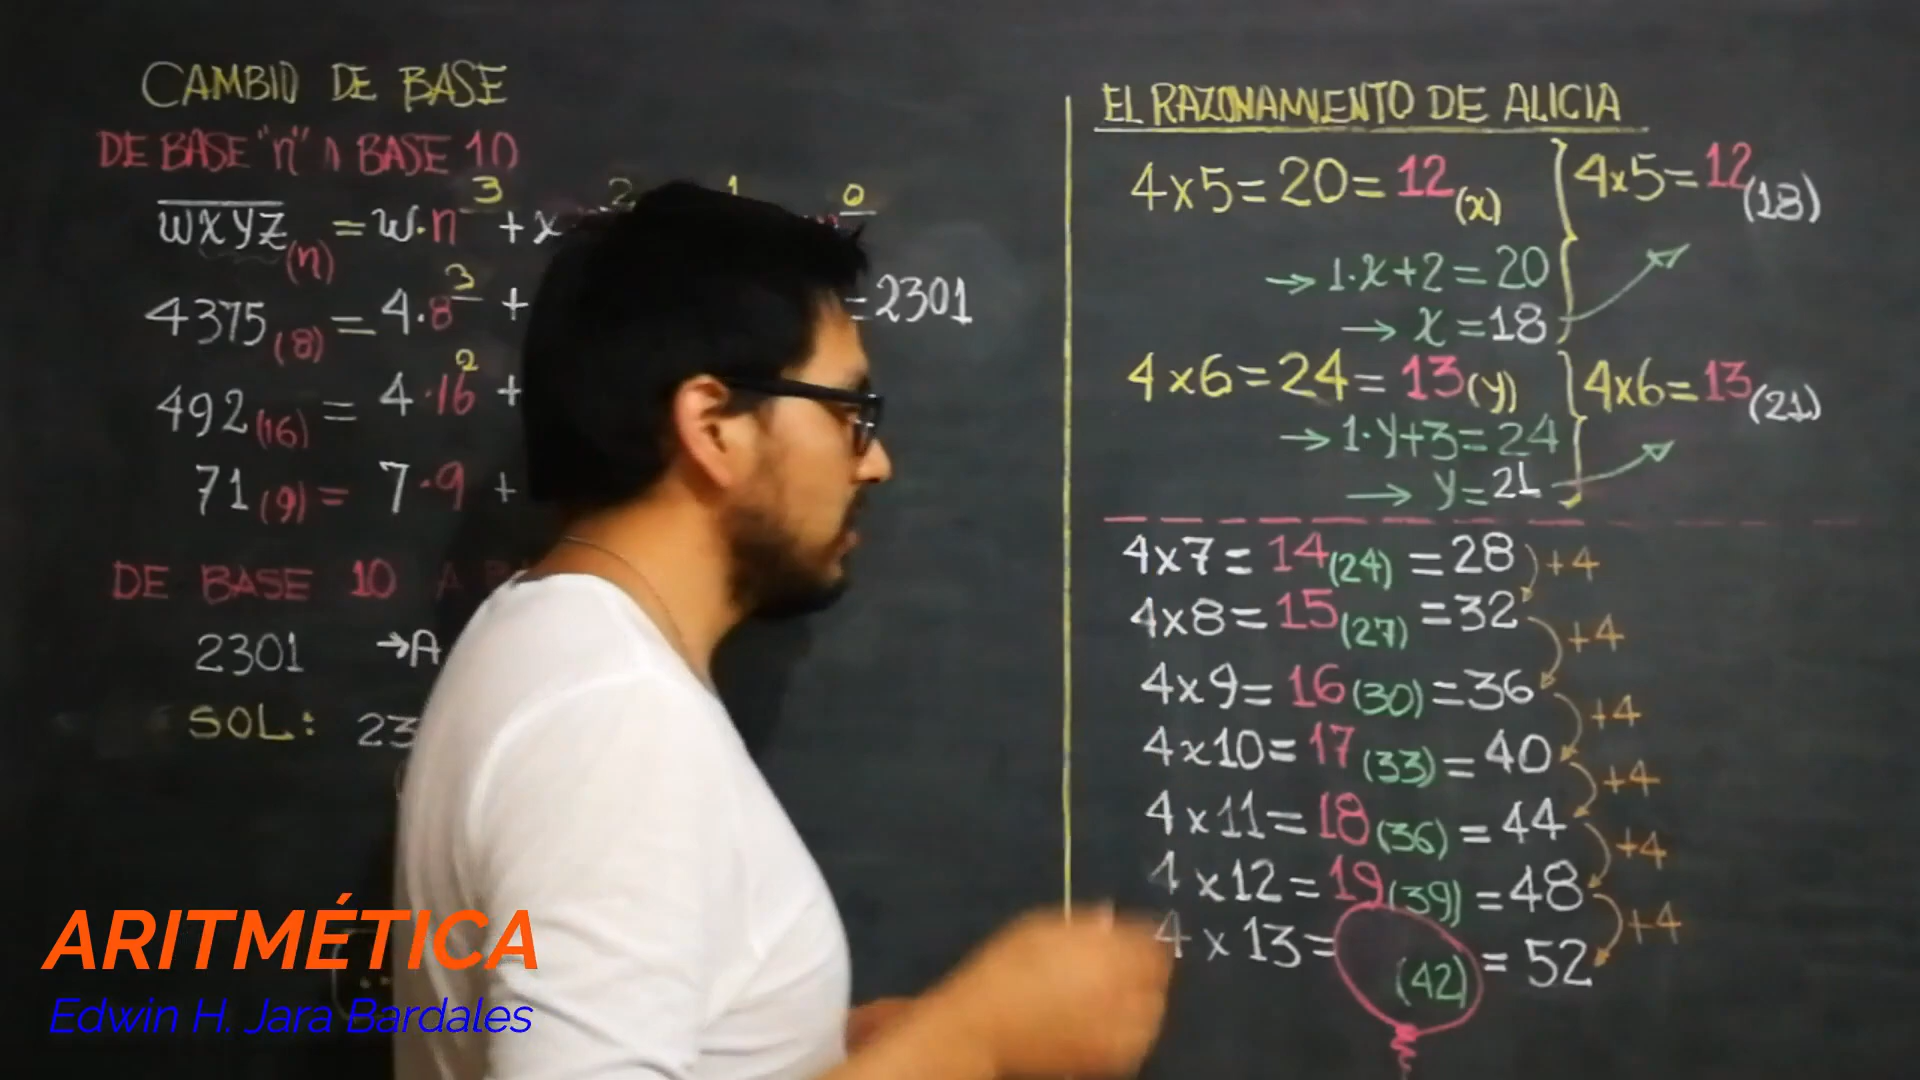 CAMBIO DE BASE
DE BASE "n" A BASE 10
wxyz(n) = w·n³ + x
4375(8) = 4·8³ +
=2301
492(16) = 4·16² +
71(9) = 7·9 +
DE BASE 10 A
2301 →A
SOL: 23
EL RAZONAMIENTO DE ALICIA
4x5=20=12(x)
→1·x+2=20
→ x=18
4x5=12(18)
4x6=24=13(y)
→1·y+3=24
→ y=21
4x6=13(21)
4x7=14(24)=28 +4
4x8=15(27)=32 +4
4x9=16(30)=36 +4
4x10=17(33)=40 +4
4x11=18(36)=44 +4
4x12=19(39)=48 +4
4x13= (42)=52
ARITMÉTICA
Edwin H. Jara Bardales